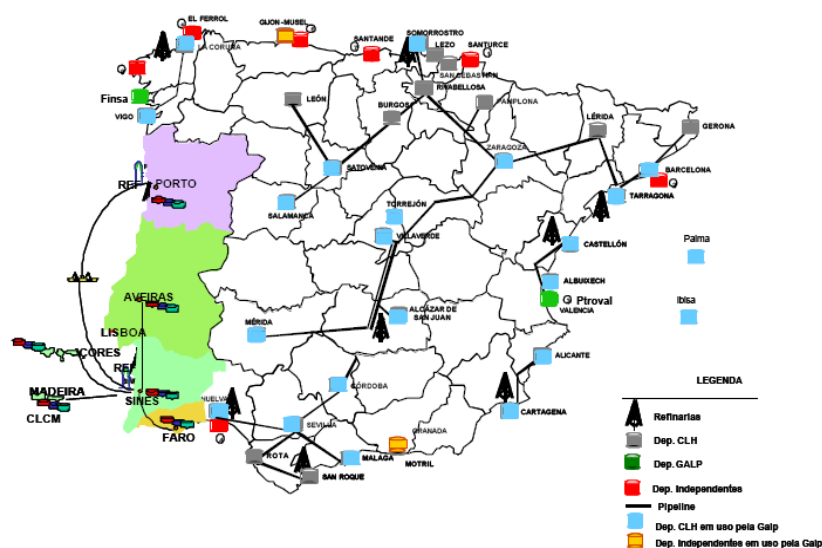 EL FERROL
GIJON-MUSEL
LA CORUÑA
SANTANDE
SOMORROSTRO
LEZO
SANTURCE
SAN SEBASTIAN
Finsa
VIGO
LEÓN
BURGOS
RIVABELLOSA
PAMPLONA
LÉRIDA
GERONA
ZARAGOZA
BARCELONA
TARRAGONA
REF
PORTO
SATOVENIA
SALAMANCA
TORREJÓN
VILLAVERDE
CASTELLÓN
Palma
ALBUIXECH
Ptroval
VALENCIA
Ibisa
AVEIRAS
LISBOA
MÉRIDA
ALCÁZAR DE
SAN JUAN
AÇORES
REF
ALICANTE
MADEIRA
SINES
CLCM
FARO
HUELVA
CÓRDOBA
SEVILLA
CARTAGENA
GRANADA
ROTA
MALAGA
MOTRIL
SAN ROQUE
LEGENDA
Refinarias
Dep. CLH
Dep. GALP
Dep. Independentes
Pipeline
Dep. CLH em uso pela Galp
Dep. Independentes em uso pela Galp